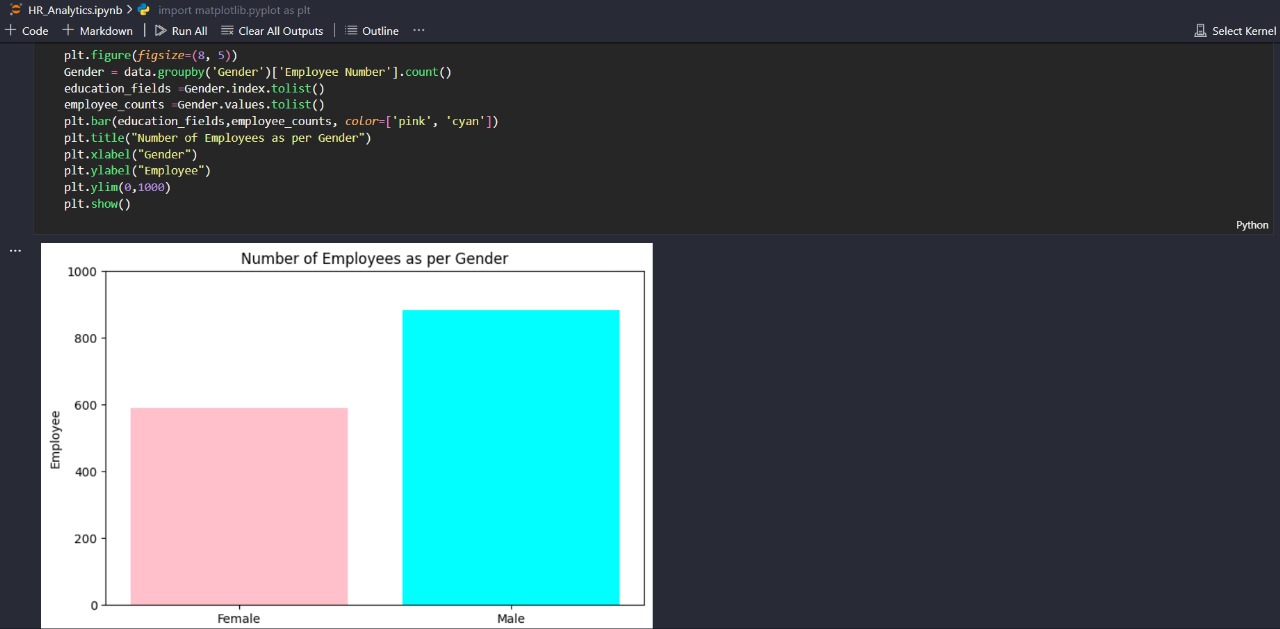 HR_Analytics.ipynb > import matplotlib.pyplot as plt
+ Code + Markdown | Run All Clear All Outputs | Outline ... Select Kernel
plt.figure(figsize=(8, 5))
Gender = data.groupby('Gender')['Employee Number'].count()
education_fields =Gender.index.tolist()
employee_counts =Gender.values.tolist()
plt.bar(education_fields,employee_counts, color=['pink', 'cyan'])
plt.title("Number of Employees as per Gender")
plt.xlabel("Gender")
plt.ylabel("Employee")
plt.ylim(0,1000)
plt.show()
Python
...
Number of Employees as per Gender
1000
800
600
400
200
0
Employee
Female Male